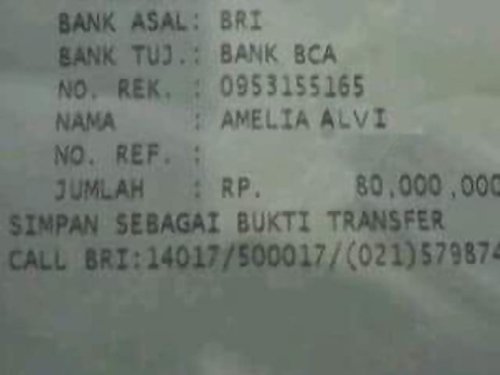 BANK ASAL: BRI
BANK TUJ.: BANK BCA
NO. REK. : 0953155165
NAMA : AMELIA ALVI
NO. REF. :
JUMLAH : RP. 80,000,000
SIMPAN SEBAGAI BUKTI TRANSFER
CALL BRI:14017/500017/(021)579874